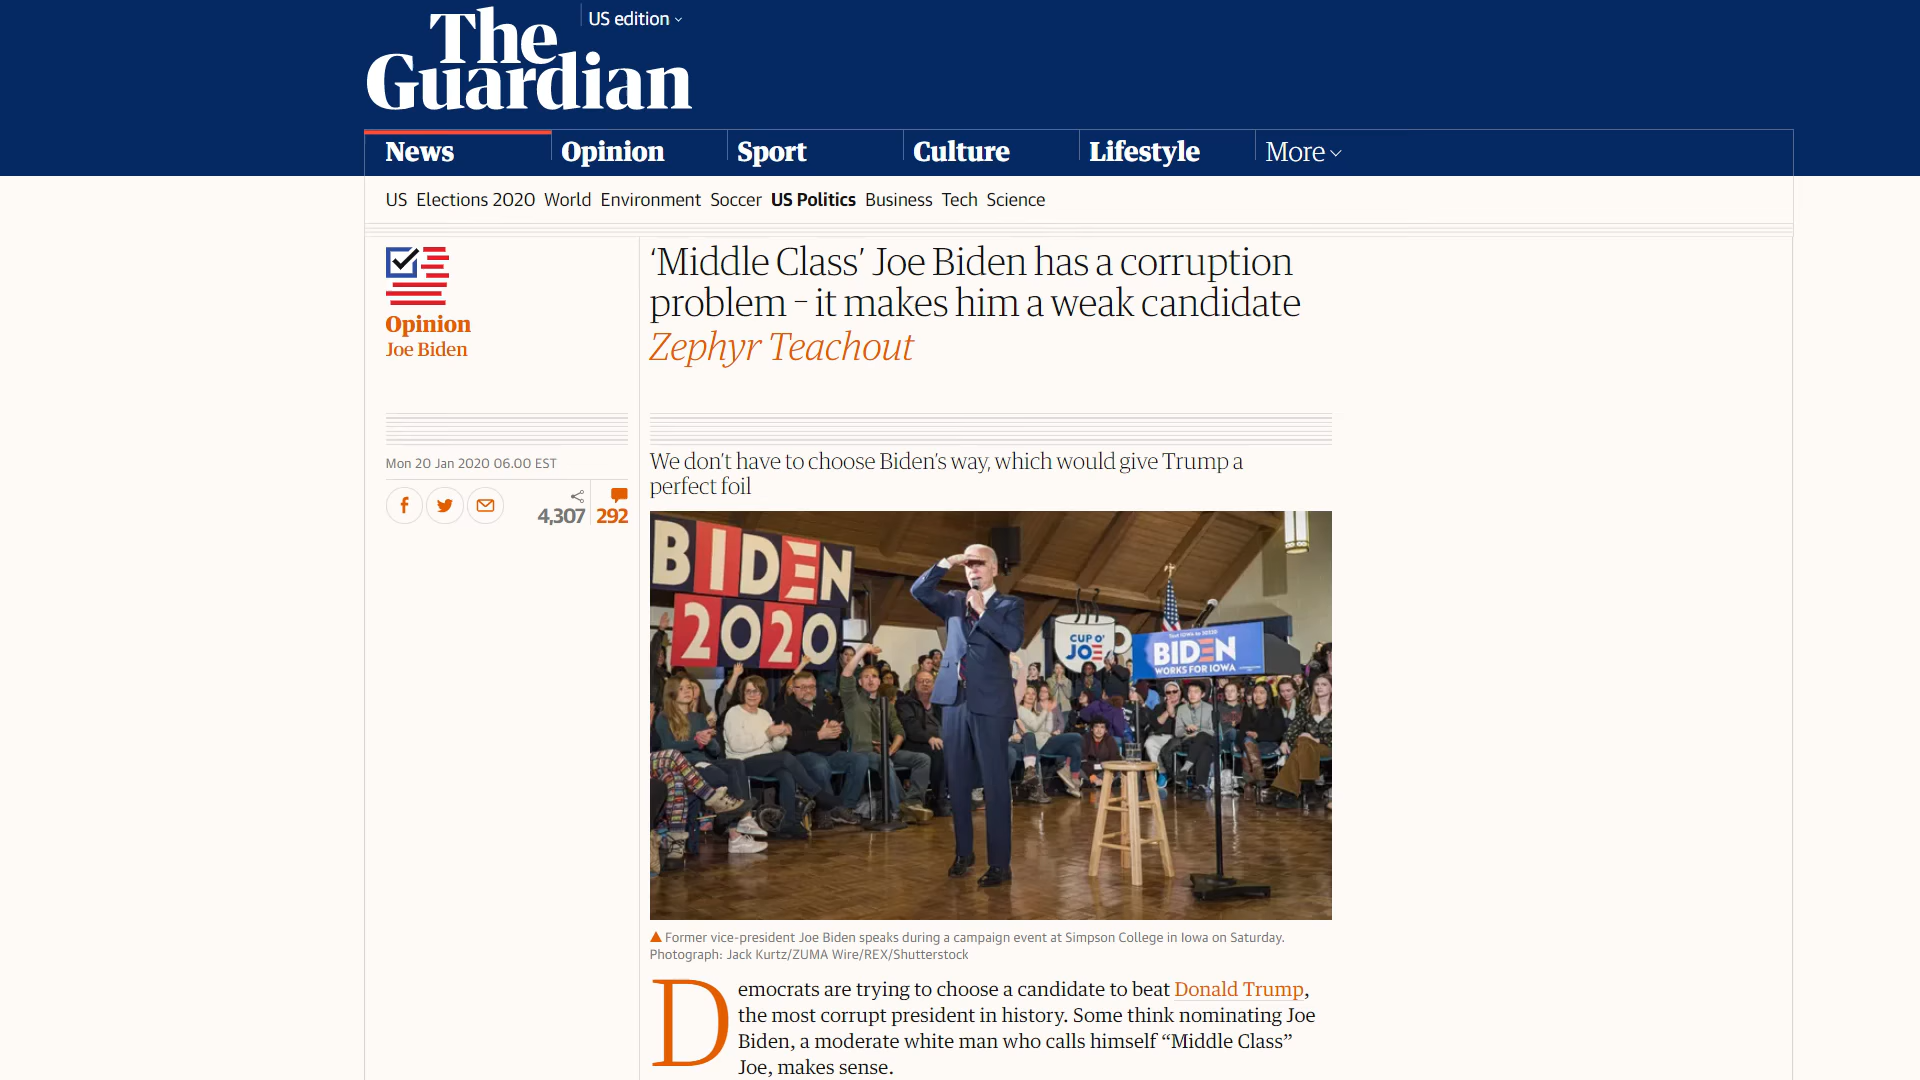 US edition
The
Guardian
News Opinion Sport Culture Lifestyle More
US Elections 2020 World Environment Soccer US Politics Business Tech Science
Opinion
Joe Biden
‘Middle Class’ Joe Biden has a corruption
problem – it makes him a weak candidate
Zephyr Teachout
Mon 20 Jan 2020 06.00 EST
4,307 292
We don’t have to choose Biden’s way, which would give Trump a
perfect foil
BIDEN
2020
CUP O’
JOE
BIDEN
WORKS FOR IOWA
Former vice-president Joe Biden speaks during a campaign event at Simpson College in Iowa on Saturday.
Photograph: Jack Kurtz/ZUMA Wire/REX/Shutterstock
Democrats are trying to choose a candidate to beat Donald Trump,
the most corrupt president in history. Some think nominating Joe
Biden, a moderate white man who calls himself “Middle Class”
Joe, makes sense.